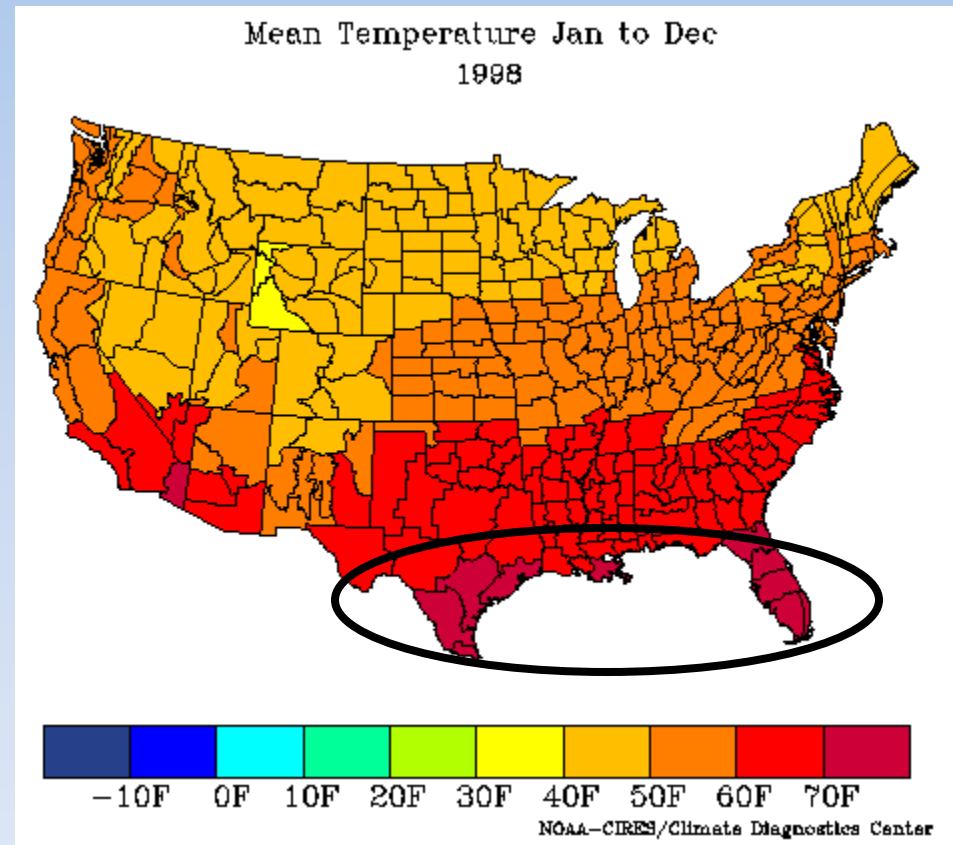 Mean Temperature Jan to Dec
1998
-10F 0F 10F 20F 30F 40F 50F 60F 70F
NOAA-CIRES/Climate Diagnostics Center